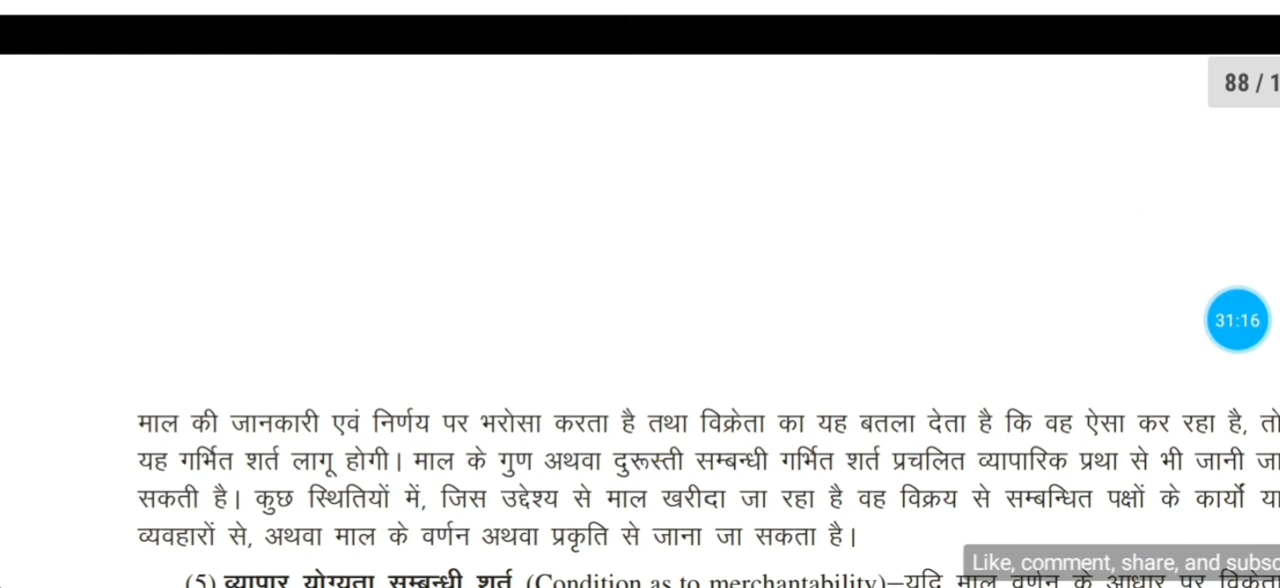 88 / 1
31:16
माल की जानकारी एवं निर्णय पर भरोसा करता है तथा विक्रेता का यह बतला देता है कि वह ऐसा कर रहा है, तो
यह गर्भित शर्त लागू होगी। माल के गुण अथवा दुरूस्ती सम्बन्धी गर्भित शर्त प्रचलित व्यापारिक प्रथा से भी जानी जा
सकती है। कुछ स्थितियों में, जिस उद्देश्य से माल खरीदा जा रहा है वह विक्रय से सम्बन्धित पक्षों के कार्यों या
व्यवहारों से, अथवा माल के वर्णन अथवा प्रकृति से जाना जा सकता है।
Like, comment, share, and subsc
(5) व्यापार योग्यता सम्बन्धी शर्त (Condition as to merchantability)—यदि माल वर्णन के आधार पर विक्रेता